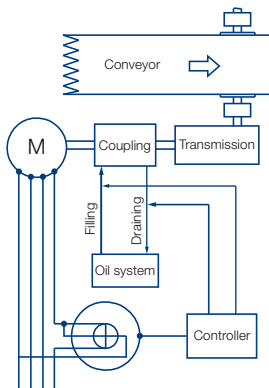 Conveyor
M
Coupling
Transmission
Filling
Draining
Oil system
Controller